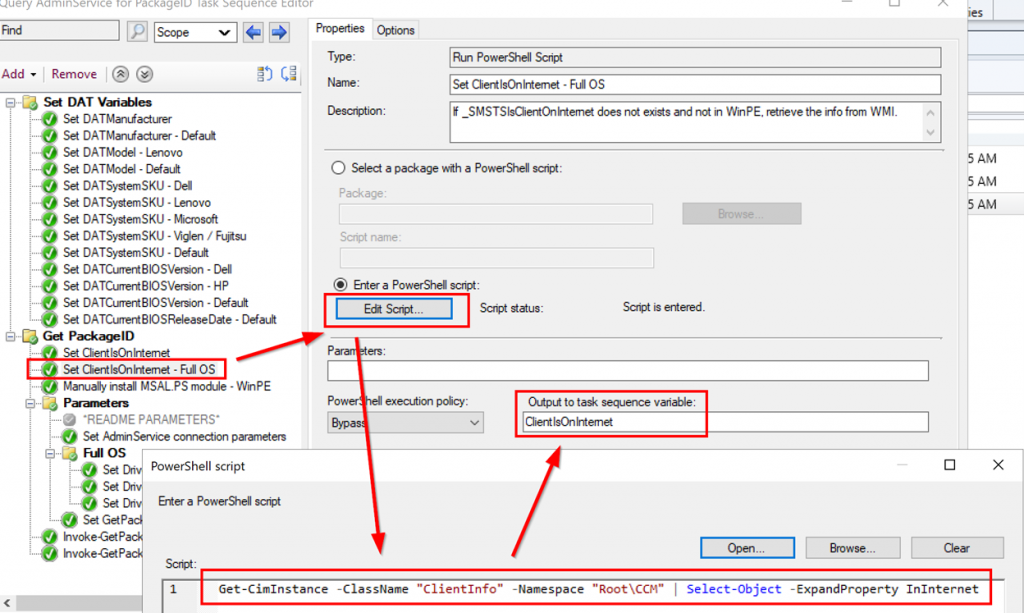 Query AdminService for PackageID Task Sequence Editor
Find
Scope
Add
Remove
Set DAT Variables
Set DATManufacturer
Set DATManufacturer - Default
Set DATModel - Lenovo
Set DATModel - Default
Set DATSystemSKU - Dell
Set DATSystemSKU - Lenovo
Set DATSystemSKU - Microsoft
Set DATSystemSKU - Viglen / Fujitsu
Set DATSystemSKU - Default
Set DATCurrentBIOSVersion - Dell
Set DATCurrentBIOSVersion - HP
Set DATCurrentBIOSVersion - Default
Set DATCurrentBIOSReleaseDate - Default
Get PackageID
Set ClientIsOnInternet
Set ClientIsOnInternet - Full OS
Manually install MSAL.PS module - WinPE
Parameters
*README PARAMETERS*
Set AdminService connection parameters
Full OS
Set Driv
Set Driv
Set Driv
Set GetPack
Invoke-GetPack
Invoke-GetPack
Properties
Options
Type:
Run PowerShell Script
Name:
Set ClientIsOnInternet - Full OS
Description:
If _SMSTSIsClientOnInternet does not exists and not in WinPE, retrieve the info from WMI.
Select a package with a PowerShell script:
Package:
Browse...
Script name:
Enter a PowerShell script:
Edit Script...
Script status:
Script is entered.
Parameters:
PowerShell execution policy:
Bypass
Output to task sequence variable:
ClientIsOnInternet
ies
5 AM
5 AM
5 AM
PowerShell script
Enter a PowerShell script
Open...
Browse...
Clear
Script:
1 Get-CimInstance -ClassName "ClientInfo" -Namespace "Root\CCM" | Select-Object -ExpandProperty InInternet